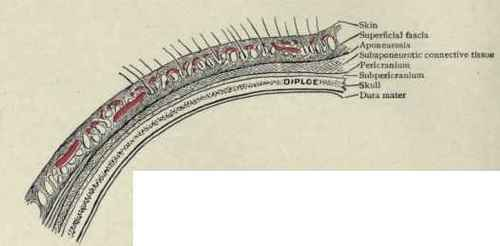 Skin
Superficial fascia
Aponeurosis
Subaponeurotic connective tissue
Pericranium
Subpericranium
Skull
Dura mater
DIPLOE